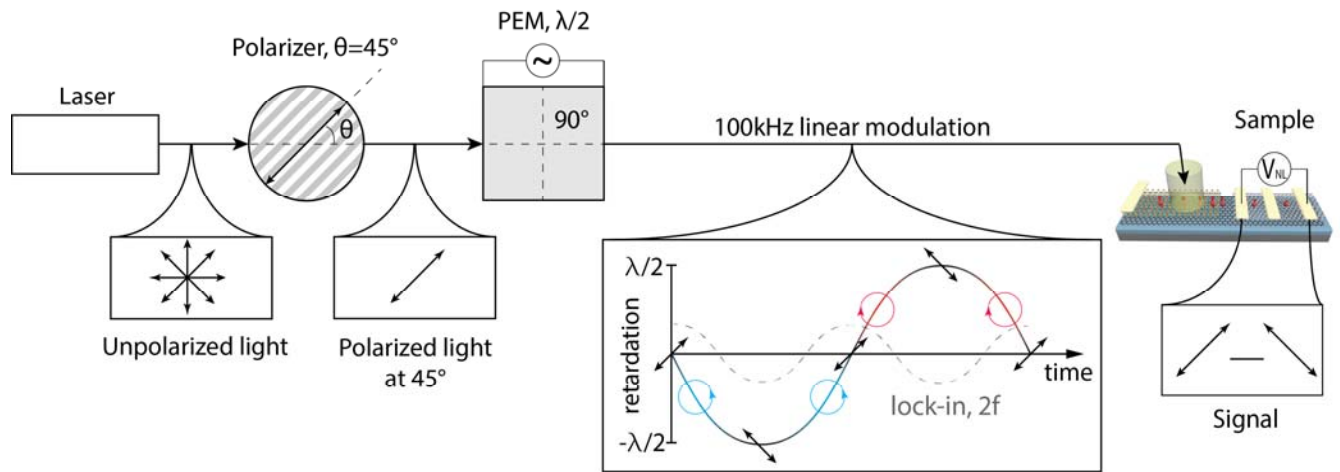 PEM, λ/2
Polarizer, θ=45°
Laser
~
θ
90°
100kHz linear modulation
Sample
V_NL
Unpolarized light
Polarized light
at 45°
λ/2
retardation
-λ/2
time
lock-in, 2f
Signal